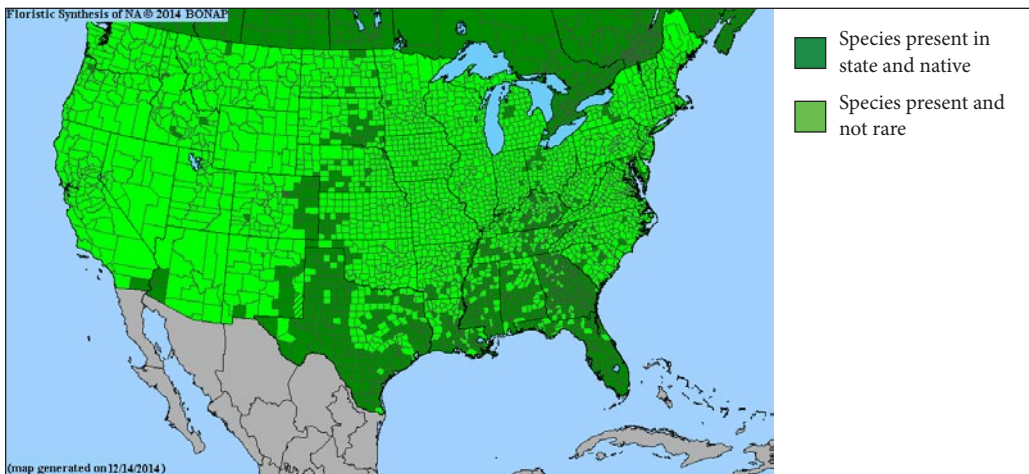 Floristic Synthesis of NA © 2014 BONAP
Species present in
state and native
Species present and
not rare
(map generated on 12/14/2014)